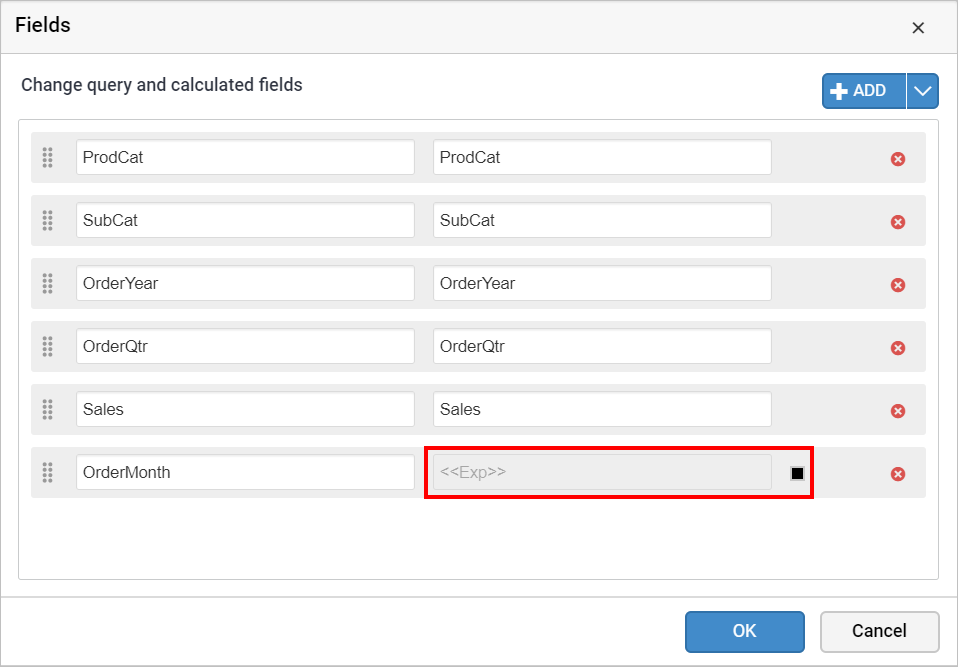 Fields
Change query and calculated fields
ADD
ProdCat ProdCat
SubCat SubCat
OrderYear OrderYear
OrderQtr OrderQtr
Sales Sales
OrderMonth <<Exp>>
OK Cancel